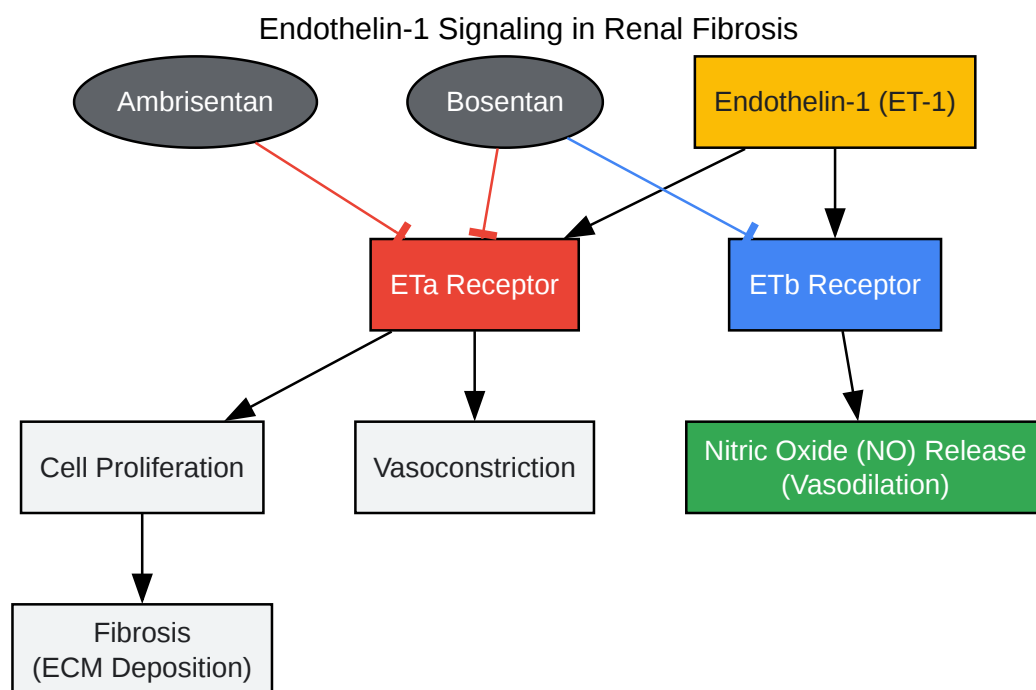 Endothelin-1 Signaling in Renal Fibrosis
Ambrisentan
Bosentan
Endothelin-1 (ET-1)
ETa Receptor
ETb Receptor
Cell Proliferation
Vasoconstriction
Nitric Oxide (NO) Release
(Vasodilation)
Fibrosis
(ECM Deposition)